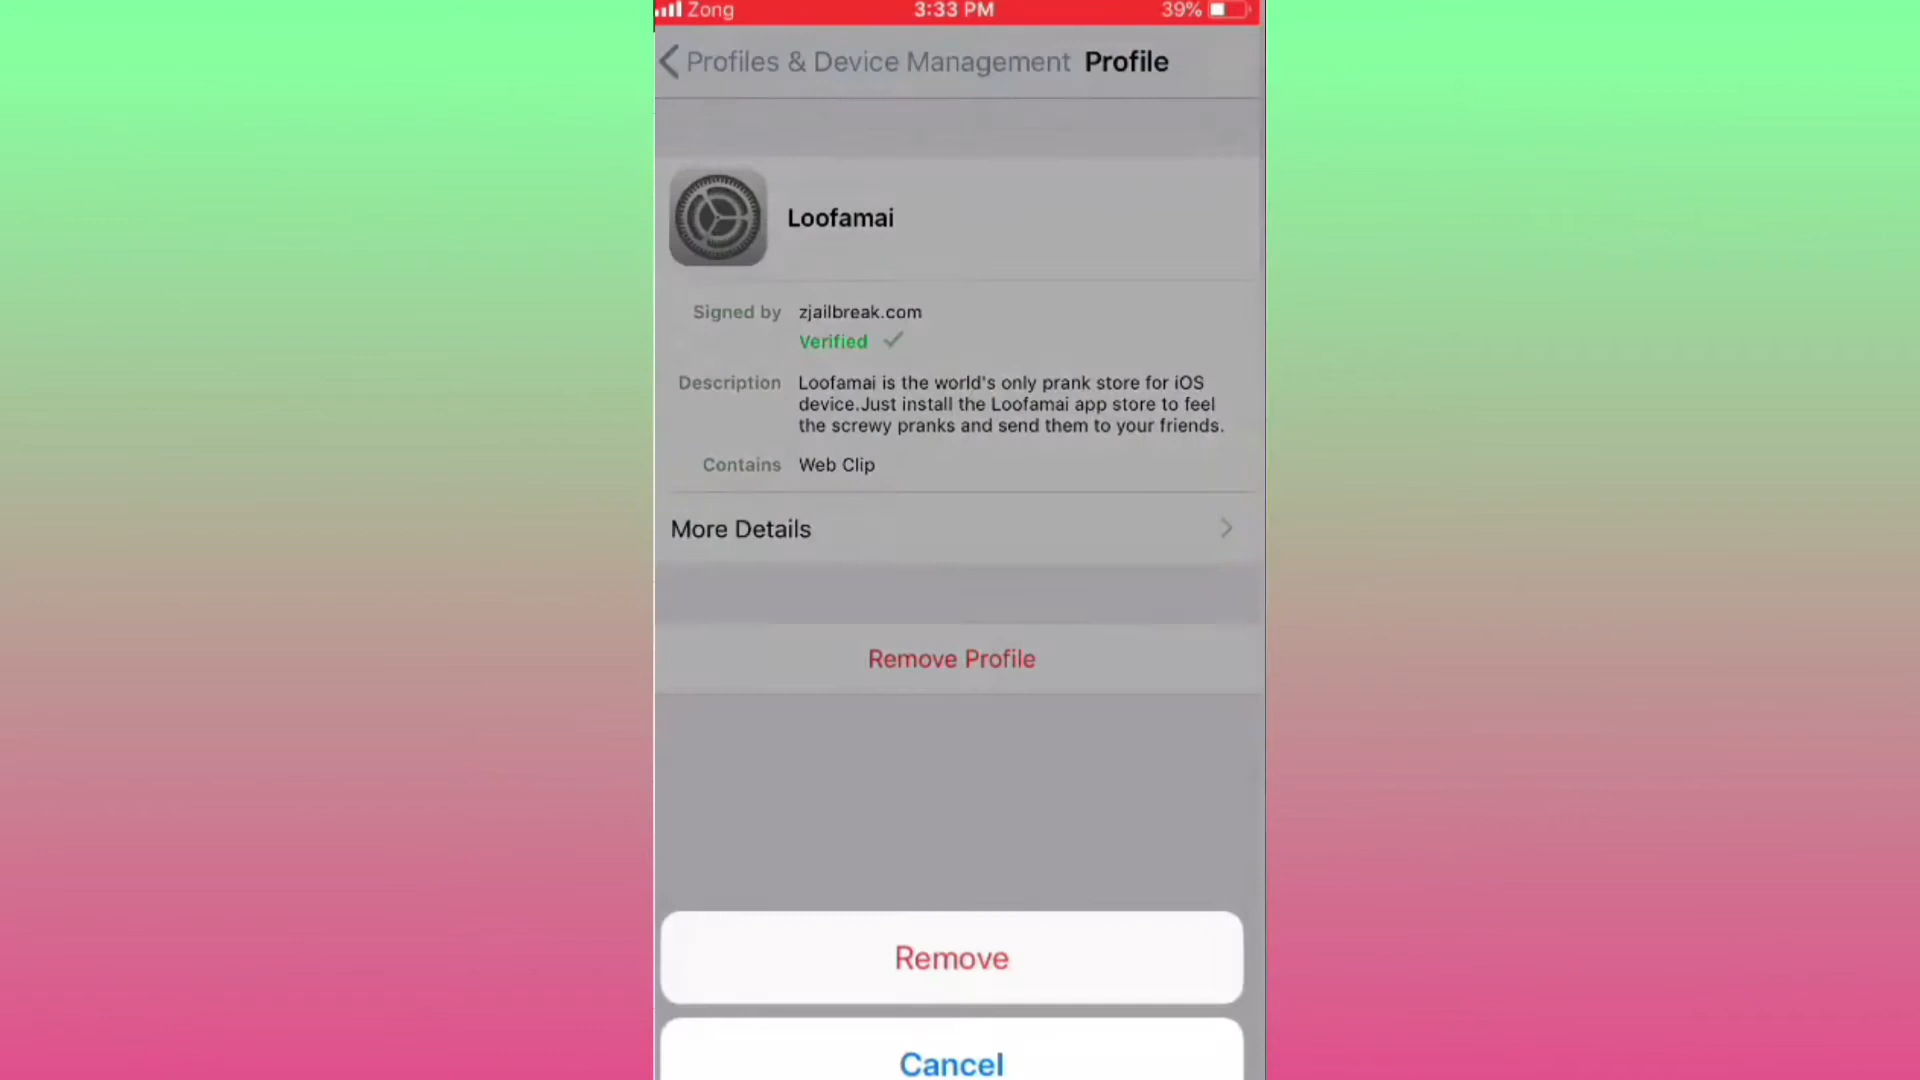 Zong 3:33 PM 39%
Profiles & Device Management Profile
Loofamai
Signed by zjailbreak.com
Verified
Description Loofamai is the world's only prank store for iOS
device.Just install the Loofamai app store to feel
the screwy pranks and send them to your friends.
Contains Web Clip
More Details
Remove Profile
Remove
Cancel